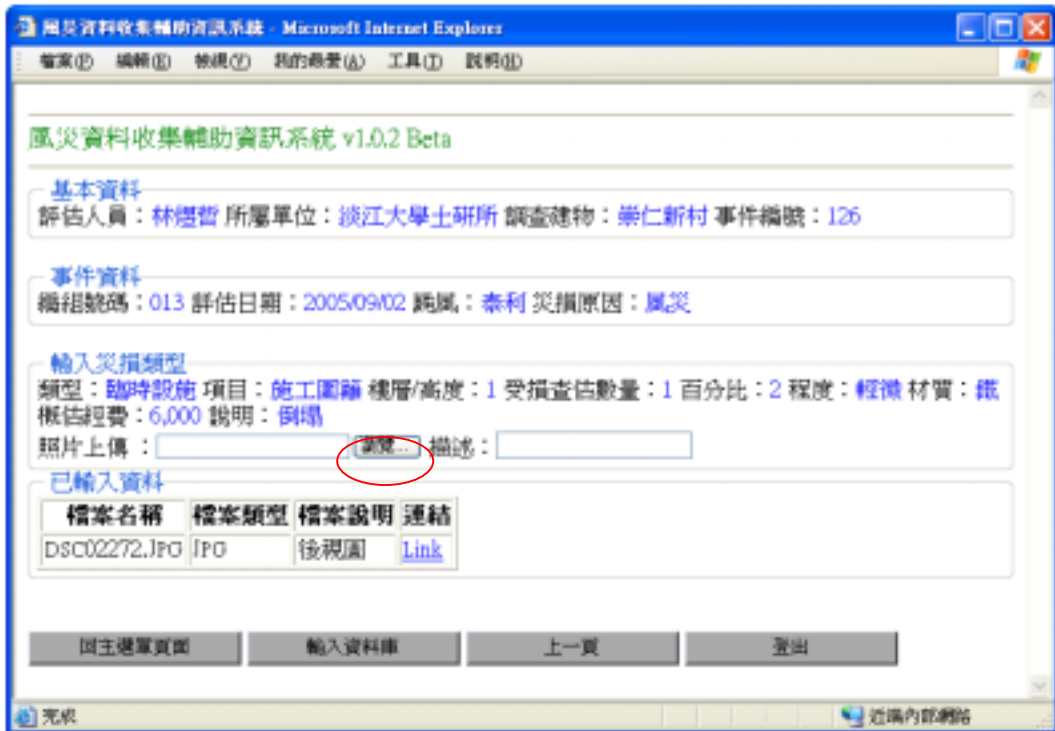 風災資料收集輔助資訊系統 - Microsoft Internet Explorer
檔案(F) 編輯(E) 檢視(V) 我的最愛(A) 工具(T) 說明(H)
風災資料收集輔助資訊系統 v1.0.2 Beta
基本資料
評估人員：林煜哲 所屬單位：淡江大學土研所 調查建物：崇仁新村 事件編號：126
事件資料
編組號碼：013 評估日期：2005/09/02 颱風：泰利 災損原因：風災
輸入災損類型
類型：臨時設施 項目：施工圍籬 樓層/高度：1 受損查估數量：1 百分比：2 程度：輕微 材質：鐵
概估經費：6,000 說明：倒塌
照片上傳 ： 瀏覽... 描述：
已輸入資料
檔案名稱 檔案類型 檔案說明 連結
DSC02272.JPG JPG 後視圖 Link
回主選單頁面 輸入資料庫 上一頁 登出
完成 近端內部網路